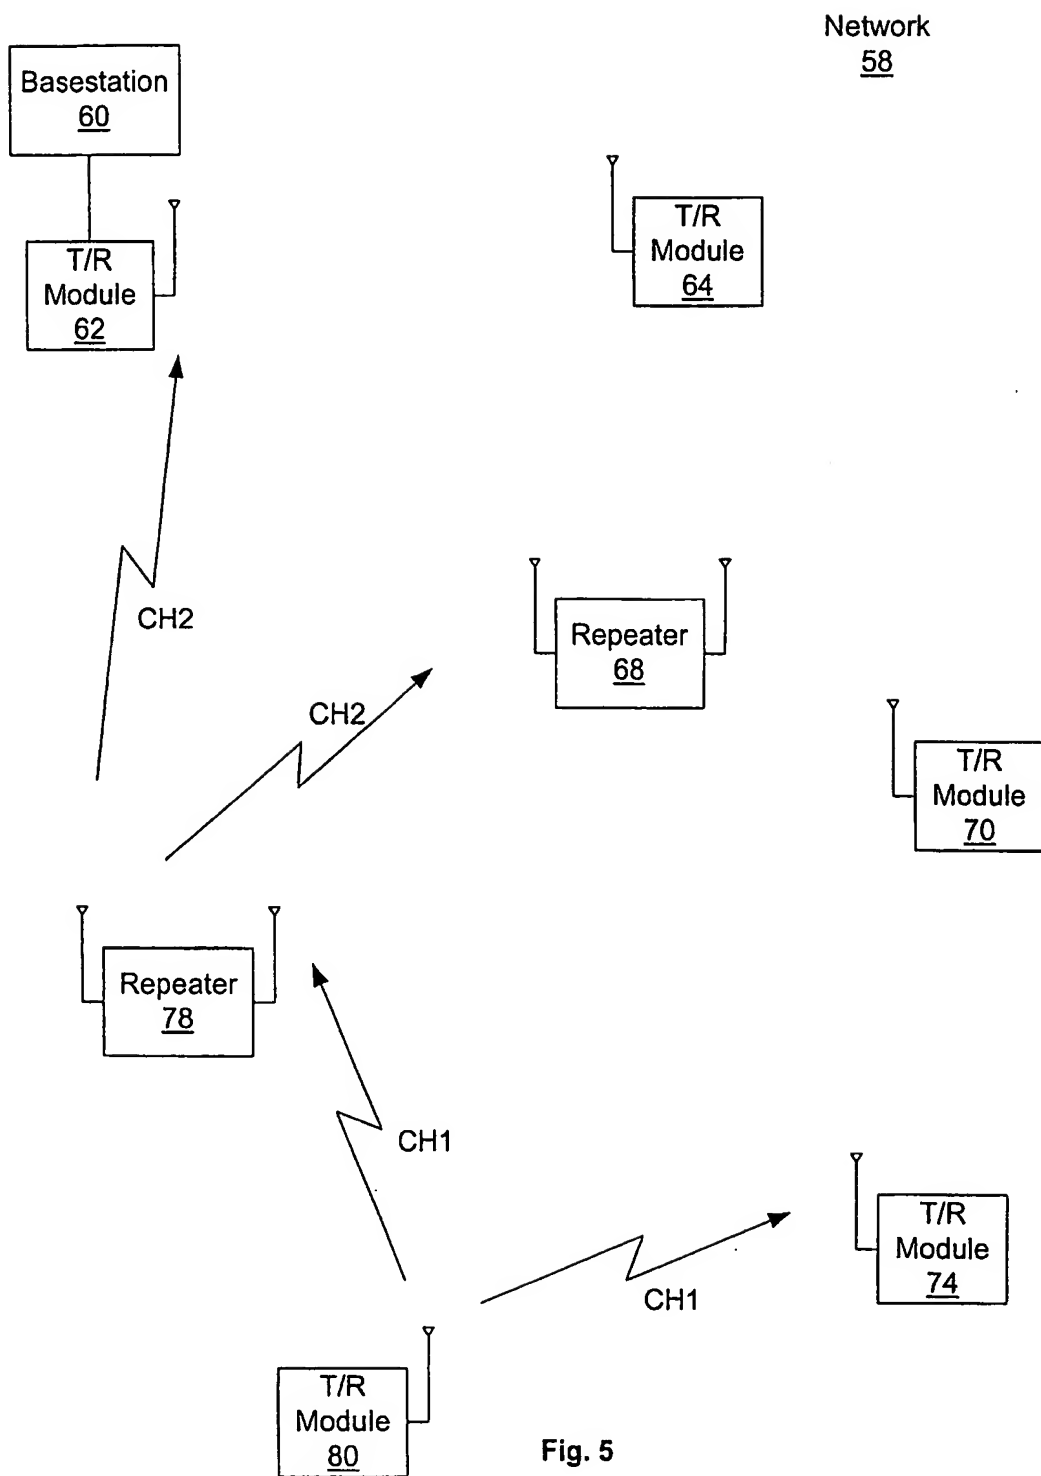 Network
58
Basestation
60
T/R
Module
62
T/R
Module
64
CH2
Repeater
68
CH2
T/R
Module
70
Repeater
78
CH1
T/R
Module
74
CH1
T/R
Module
80
Fig. 5